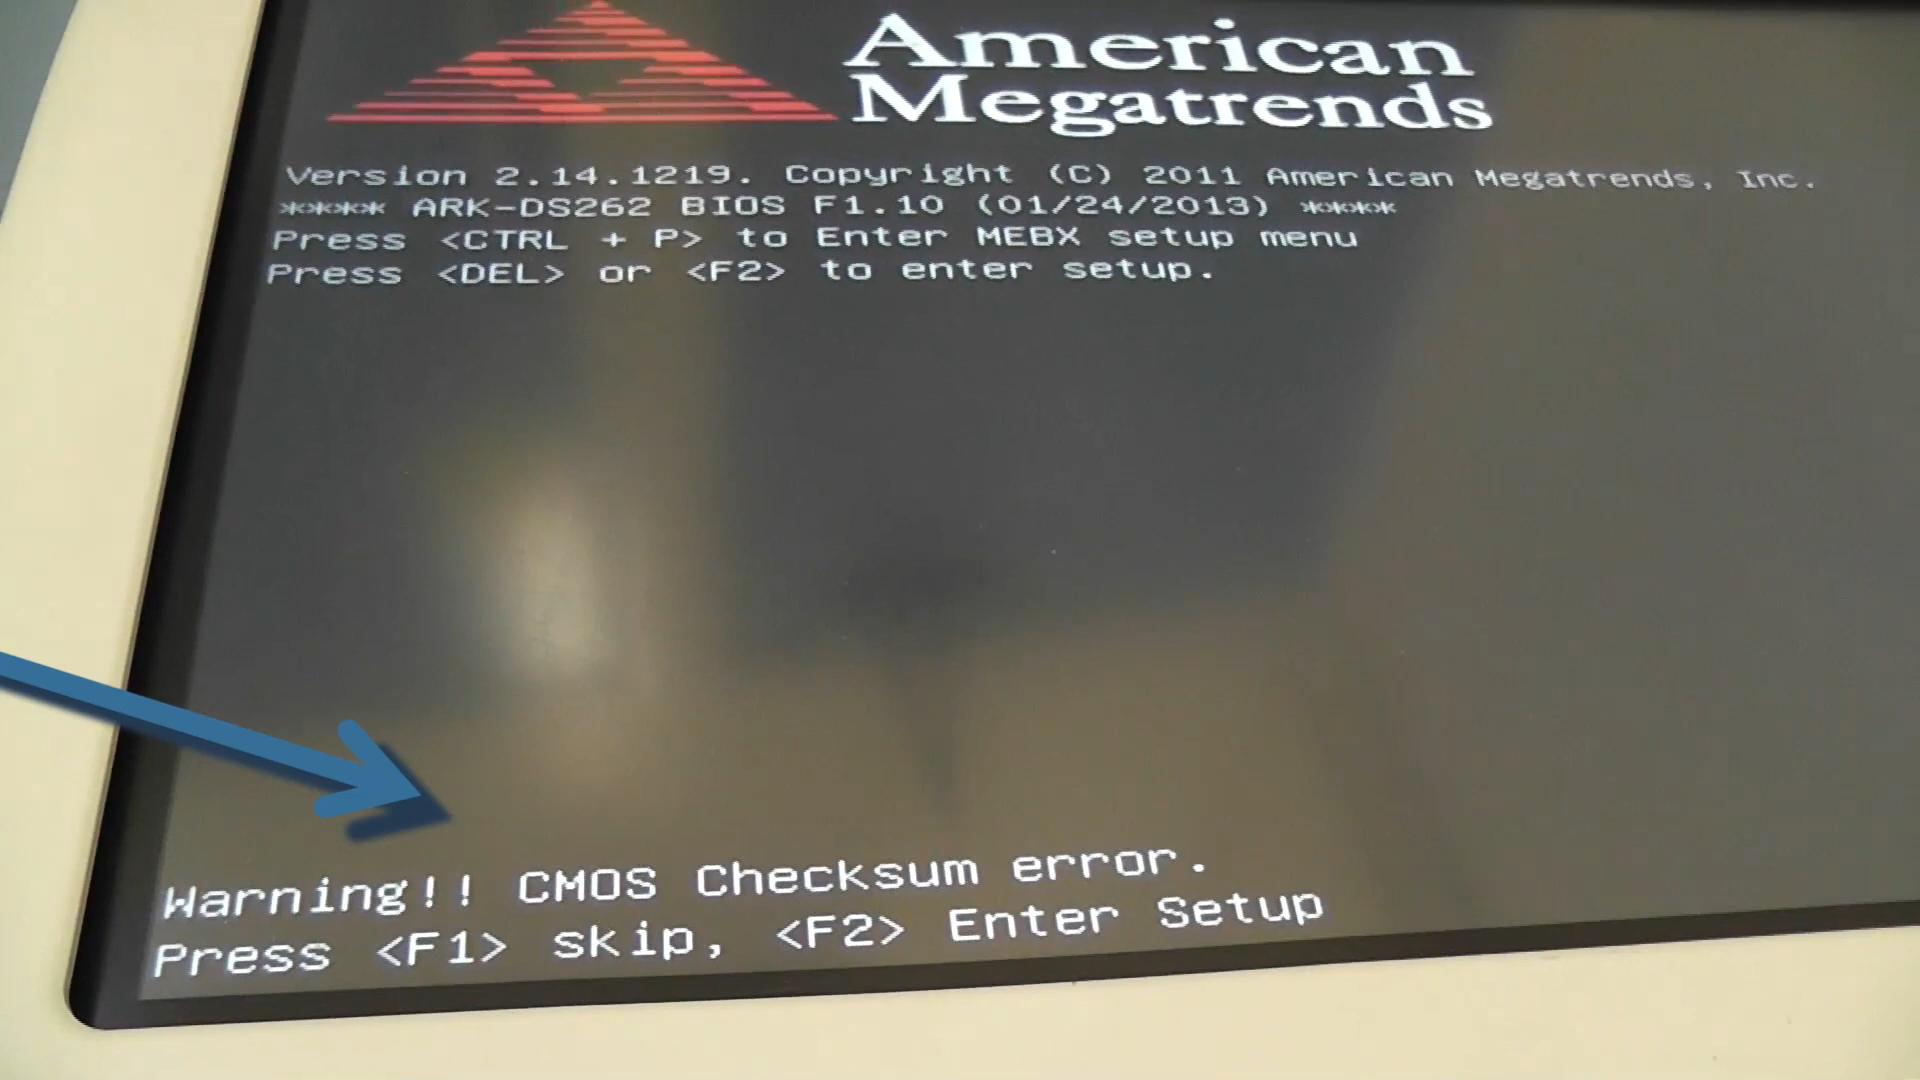 American
Megatrends
Version 2.14.1219. Copyright (C) 2011 American Megatrends, Inc.
**** ARK-DS262 BIOS F1.10 (01/24/2013) ****
Press <CTRL + P> to Enter MEBX setup menu
Press <DEL> or <F2> to enter setup.
Warning!! CMOS Checksum error.
Press <F1> skip, <F2> Enter Setup